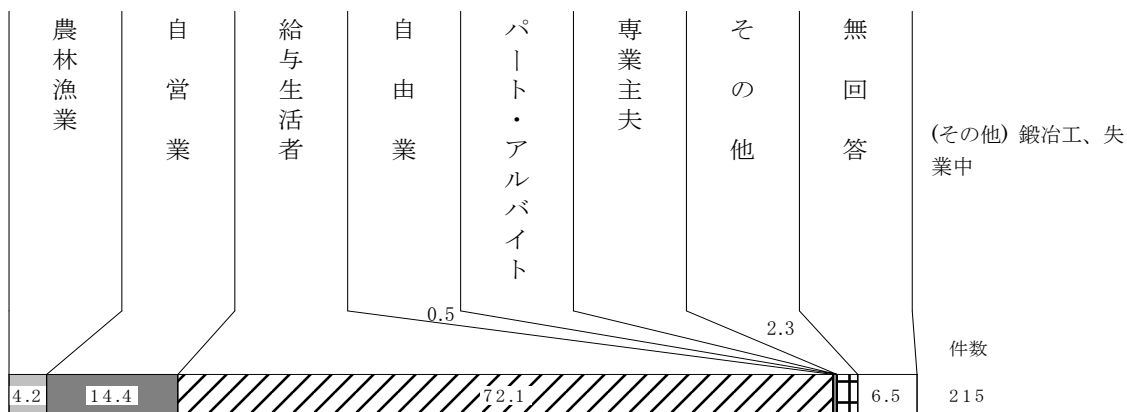 農林漁業
自営業
給与生活者
自由業
パート・アルバイト
専業主夫
その他
無回答
(その他) 鍛冶工、失
業中
0.5
2.3
件数
4.2
14.4
72.1
6.5
215